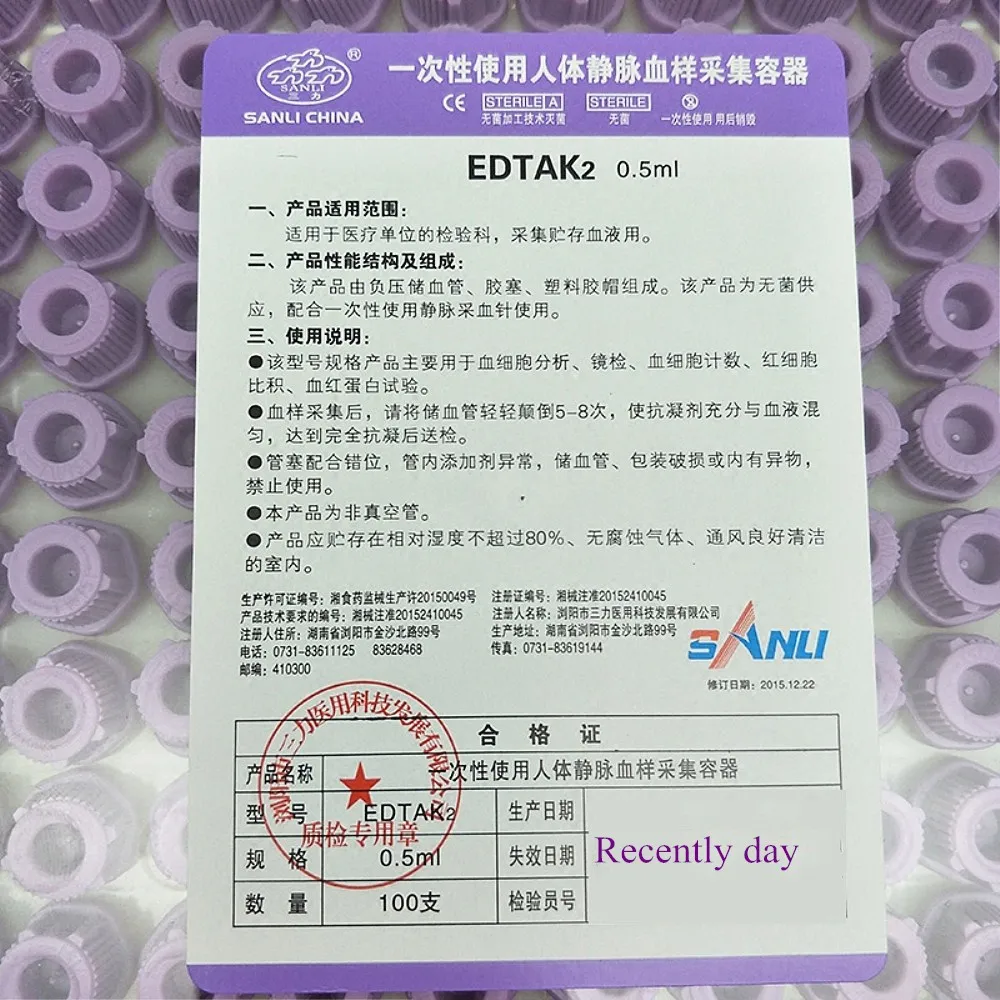 SANLI
三力
®
SANLI CHINA
一次性使用人体静脉血样采集容器
CE STERILE A STERILE
无菌加工技术灭菌 无菌 一次性使用 用后销毁
EDTAK2 0.5ml
一、产品适用范围:
适用于医疗单位的检验科，采集贮存血液用。
二、产品性能结构及组成:
该产品由负压储血管、胶塞、塑料胶帽组成。该产品为无菌供
应，配合一次性使用静脉采血针使用。
三、使用说明:
●该型号规格产品主要用于血细胞分析、镜检、血细胞计数、红细胞
比积、血红蛋白试验。
●血样采集后，请将储血管轻轻颠倒5-8次，使抗凝剂充分与血液混
匀，达到完全抗凝后送检。
●管塞配合错位，管内添加剂异常，储血管、包装破损或内有异物，
禁止使用。
●本产品为非真空管。
●产品应贮存在相对湿度不超过80%、无腐蚀气体、通风良好清洁
的室内。
生产许可证编号：湘食药监械生产许20150049号 注册证编号：湘械注准20152410045
产品技术要求的编号：湘械注准20152410045 注册人名称：浏阳市三力医用科技发展有限公司
注册人住所：湖南省浏阳市金沙北路99号 生产地址：湖南省浏阳市金沙北路99号
电话：0731-83611125 83628468 传真：0731-83619144
邮编：410300
SANLI
修订日期：2015.12.22
合格证
产品名称 一次性使用人体静脉血样采集容器
型号 EDTAK2 生产日期
规格 0.5ml 失效日期 Recently day
数量 100支 检验员号
浏阳市三力医用科技发展有限公司
质检专用章